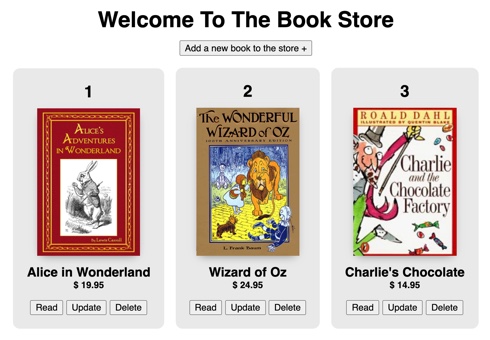 Welcome To The Book Store
Add a new book to the store +
1
ALICE'S
ADVENTURES
IN WONDERLAND
By Lewis Carroll
Alice in Wonderland
$ 19.95
Read Update Delete
2
The WONDERFUL
WIZARD of OZ
100TH ANNIVERSARY EDITION
L. Frank Baum
Wizard of Oz
$ 24.95
Read Update Delete
3
ROALD DAHL
ILLUSTRATED BY QUENTIN BLAKE
Charlie
and the
Chocolate
Factory
Charlie's Chocolate
$ 14.95
Read Update Delete